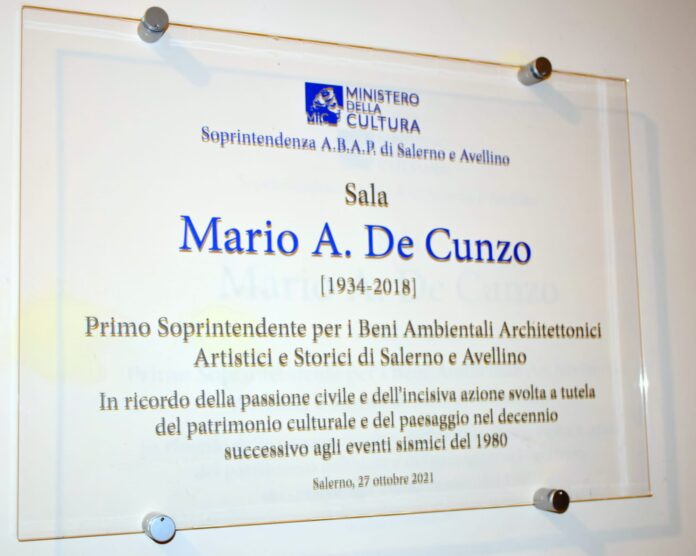 MiC
MINISTERO
DELLA
CULTURA
Soprintendenza A.B.A.P. di Salerno e Avellino
Sala
Mario A. De Cunzo
[1934-2018]
Primo Soprintendente per i Beni Ambientali Architettonici
Artistici e Storici di Salerno e Avellino
In ricordo della passione civile e dell'incisiva azione svolta a tutela
del patrimonio culturale e del paesaggio nel decennio
successivo agli eventi sismici del 1980
Salerno, 27 ottobre 2021